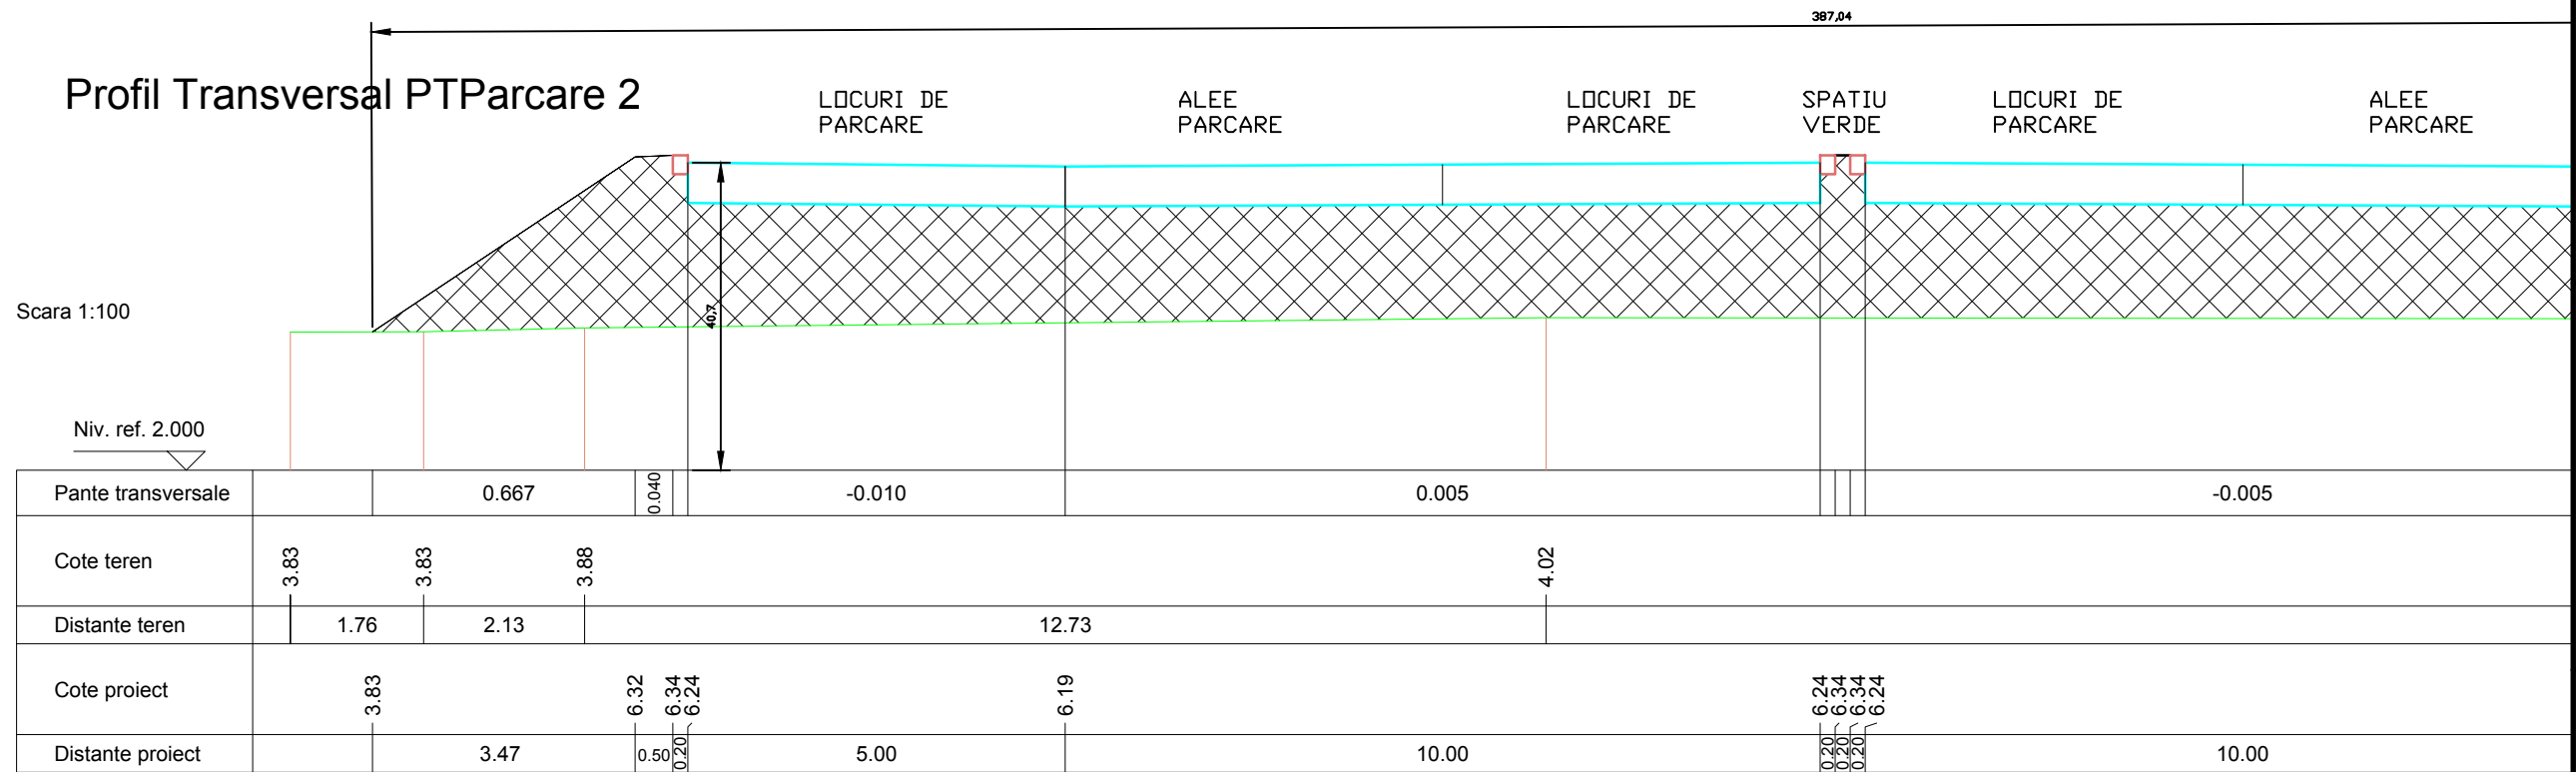 387,04
Profil Transversal PTParcare 2
LOCURI DE
PARCARE
ALEE
PARCARE
LOCURI DE
PARCARE
SPATIU
VERDE
LOCURI DE
PARCARE
ALEE
PARCARE
Scara 1:100
40,7
Niv. ref. 2.000
Pante transversale 0.667 0.040 -0.010 0.005 -0.005
Cote teren 3.83 3.83 3.88 4.02
Distante teren 1.76 2.13 12.73
Cote proiect 3.83 6.32 6.34 6.24 6.19 6.24 6.34 6.34 6.24
Distante proiect 3.47 0.50 0.20 5.00 10.00 0.20 0.20 0.20 10.00